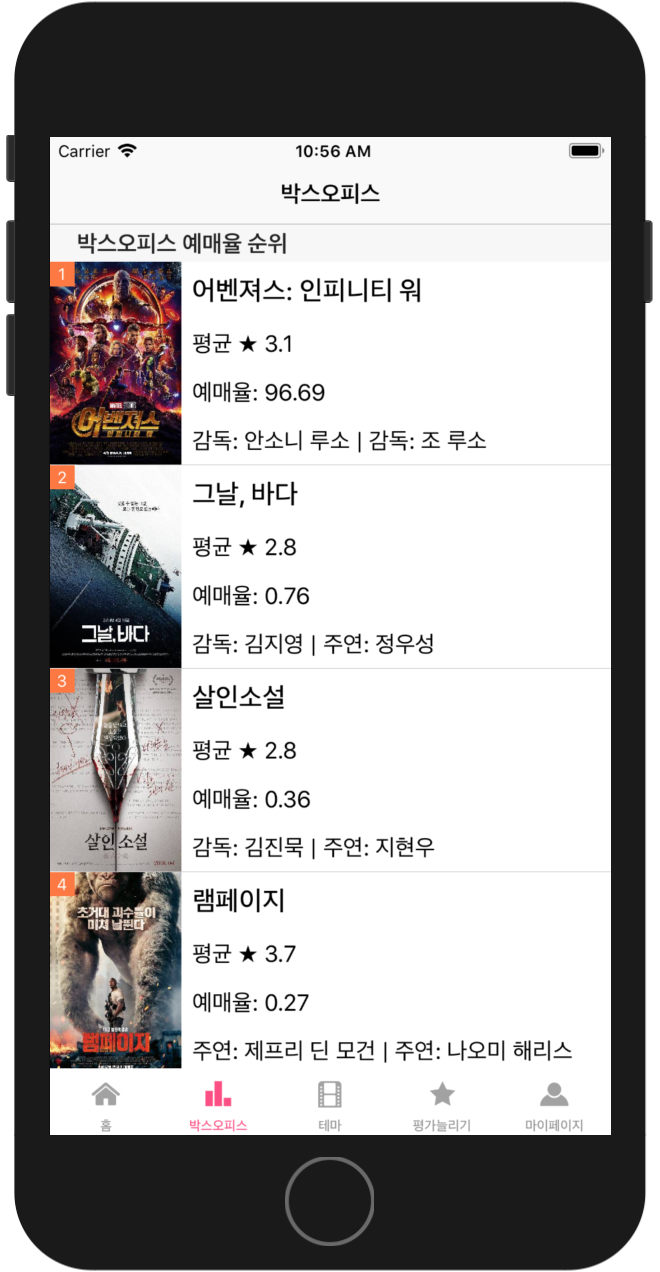 Carrier 10:56 AM
박스오피스
박스오피스 예매율 순위
1
어벤져스
어벤져스: 인피니티 워
평균 ★ 3.1
예매율: 96.69
감독: 안소니 루소 | 감독: 조 루소
2
그날, 바다
그날, 바다
평균 ★ 2.8
예매율: 0.76
감독: 김지영 | 주연: 정우성
3
살인소설
살인소설
평균 ★ 2.8
예매율: 0.36
감독: 김진묵 | 주연: 지현우
4
초거대 괴수들이
미쳐 날뛴다
램페이지
램페이지
평균 ★ 3.7
예매율: 0.27
주연: 제프리 딘 모건 | 주연: 나오미 해리스
홈 박스오피스 테마 평가늘리기 마이페이지